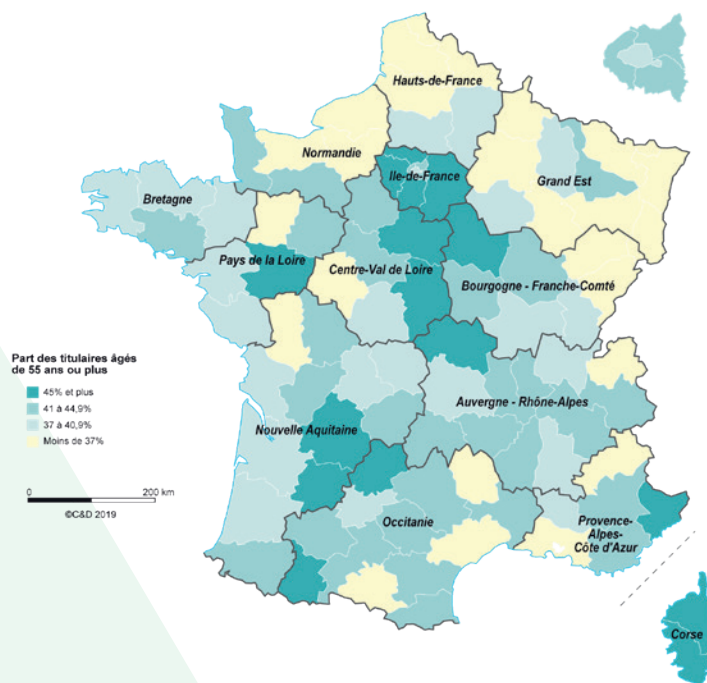 Hauts-de-France
Normandie
Ile-de-France
Grand Est
Bretagne
Pays de la Loire
Centre-Val de Loire
Bourgogne - Franche-Comté
Part des titulaires âgés
de 55 ans ou plus
45% et plus
41 à 44,9%
37 à 40,9%
Moins de 37%
Auvergne - Rhône-Alpes
Nouvelle Aquitaine
0 200 km
©C&D 2019
Occitanie
Provence-
Alpes-
Côte d'Azur
Corse